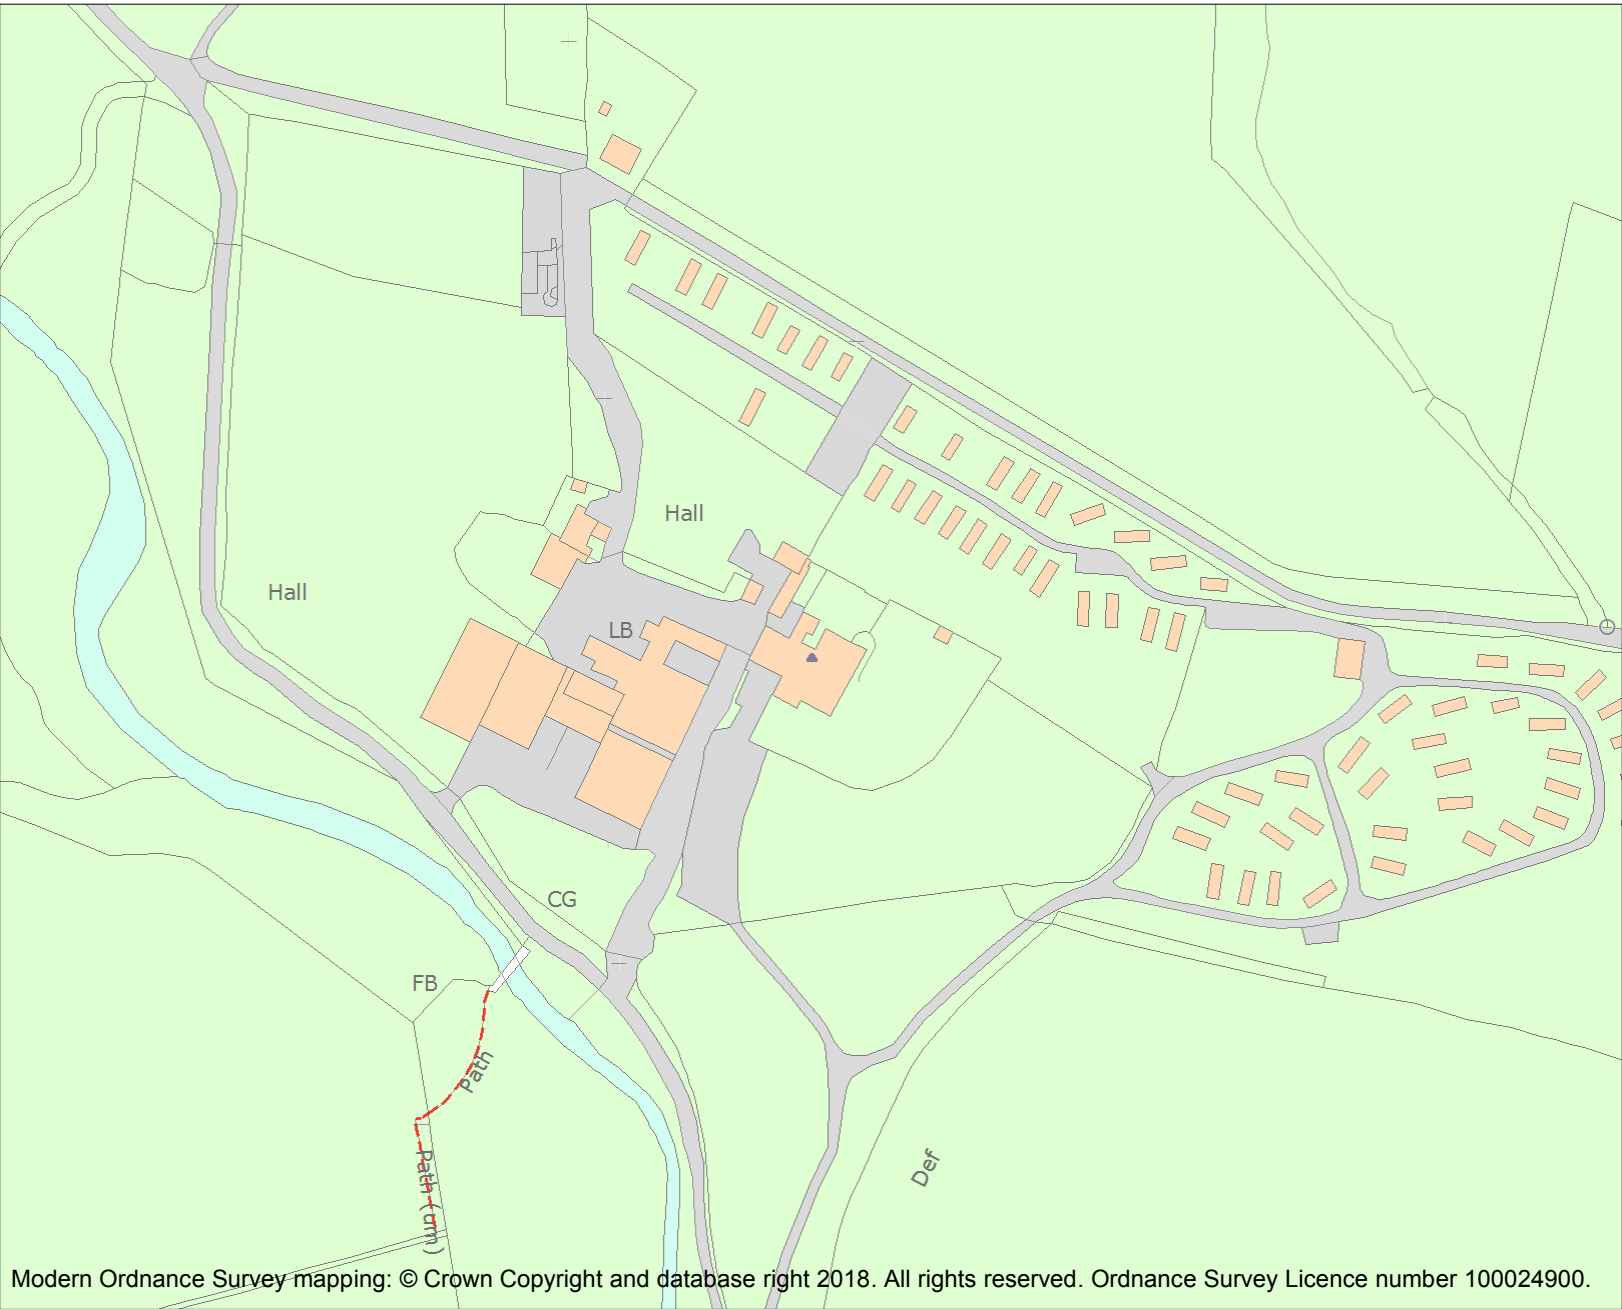 Hall
Hall
LB
CG
FB
Path
Path (um)
Def
Modern Ordnance Survey mapping: © Crown Copyright and database right 2018. All rights reserved. Ordnance Survey Licence number 100024900.